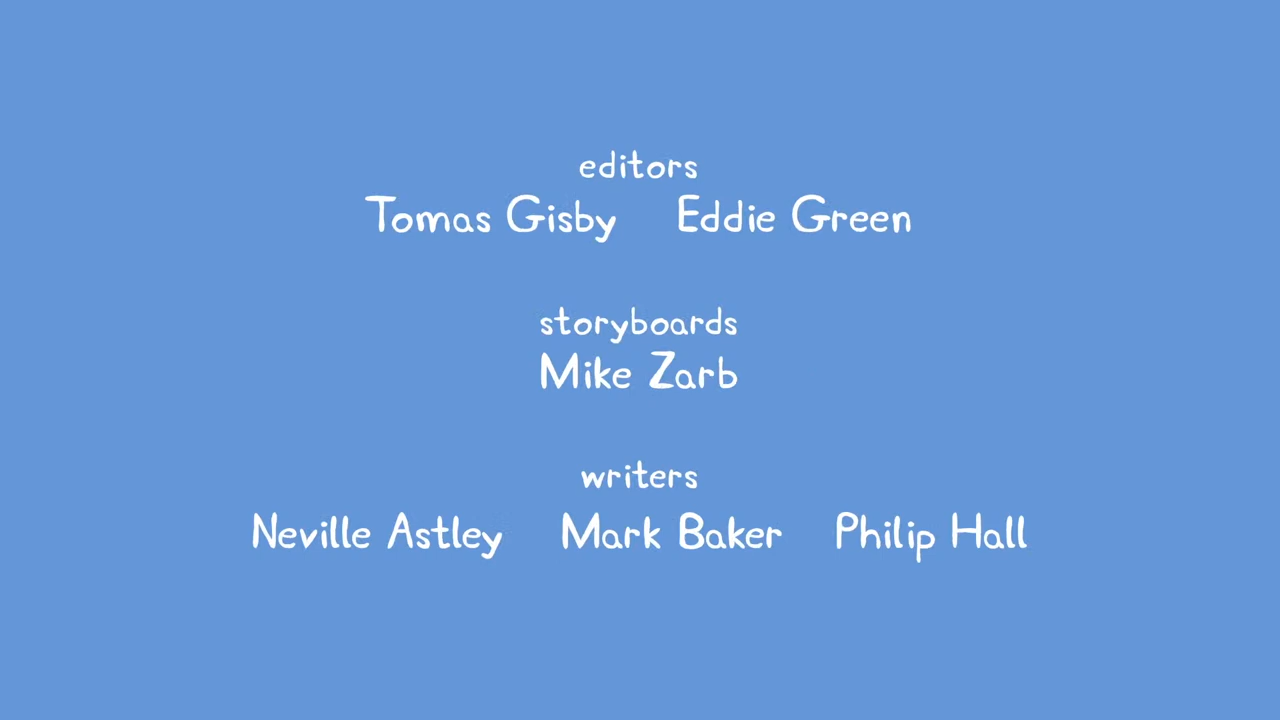 editors
Tomas Gisby Eddie Green
storyboards
Mike Zarb
writers
Neville Astley Mark Baker Philip Hall